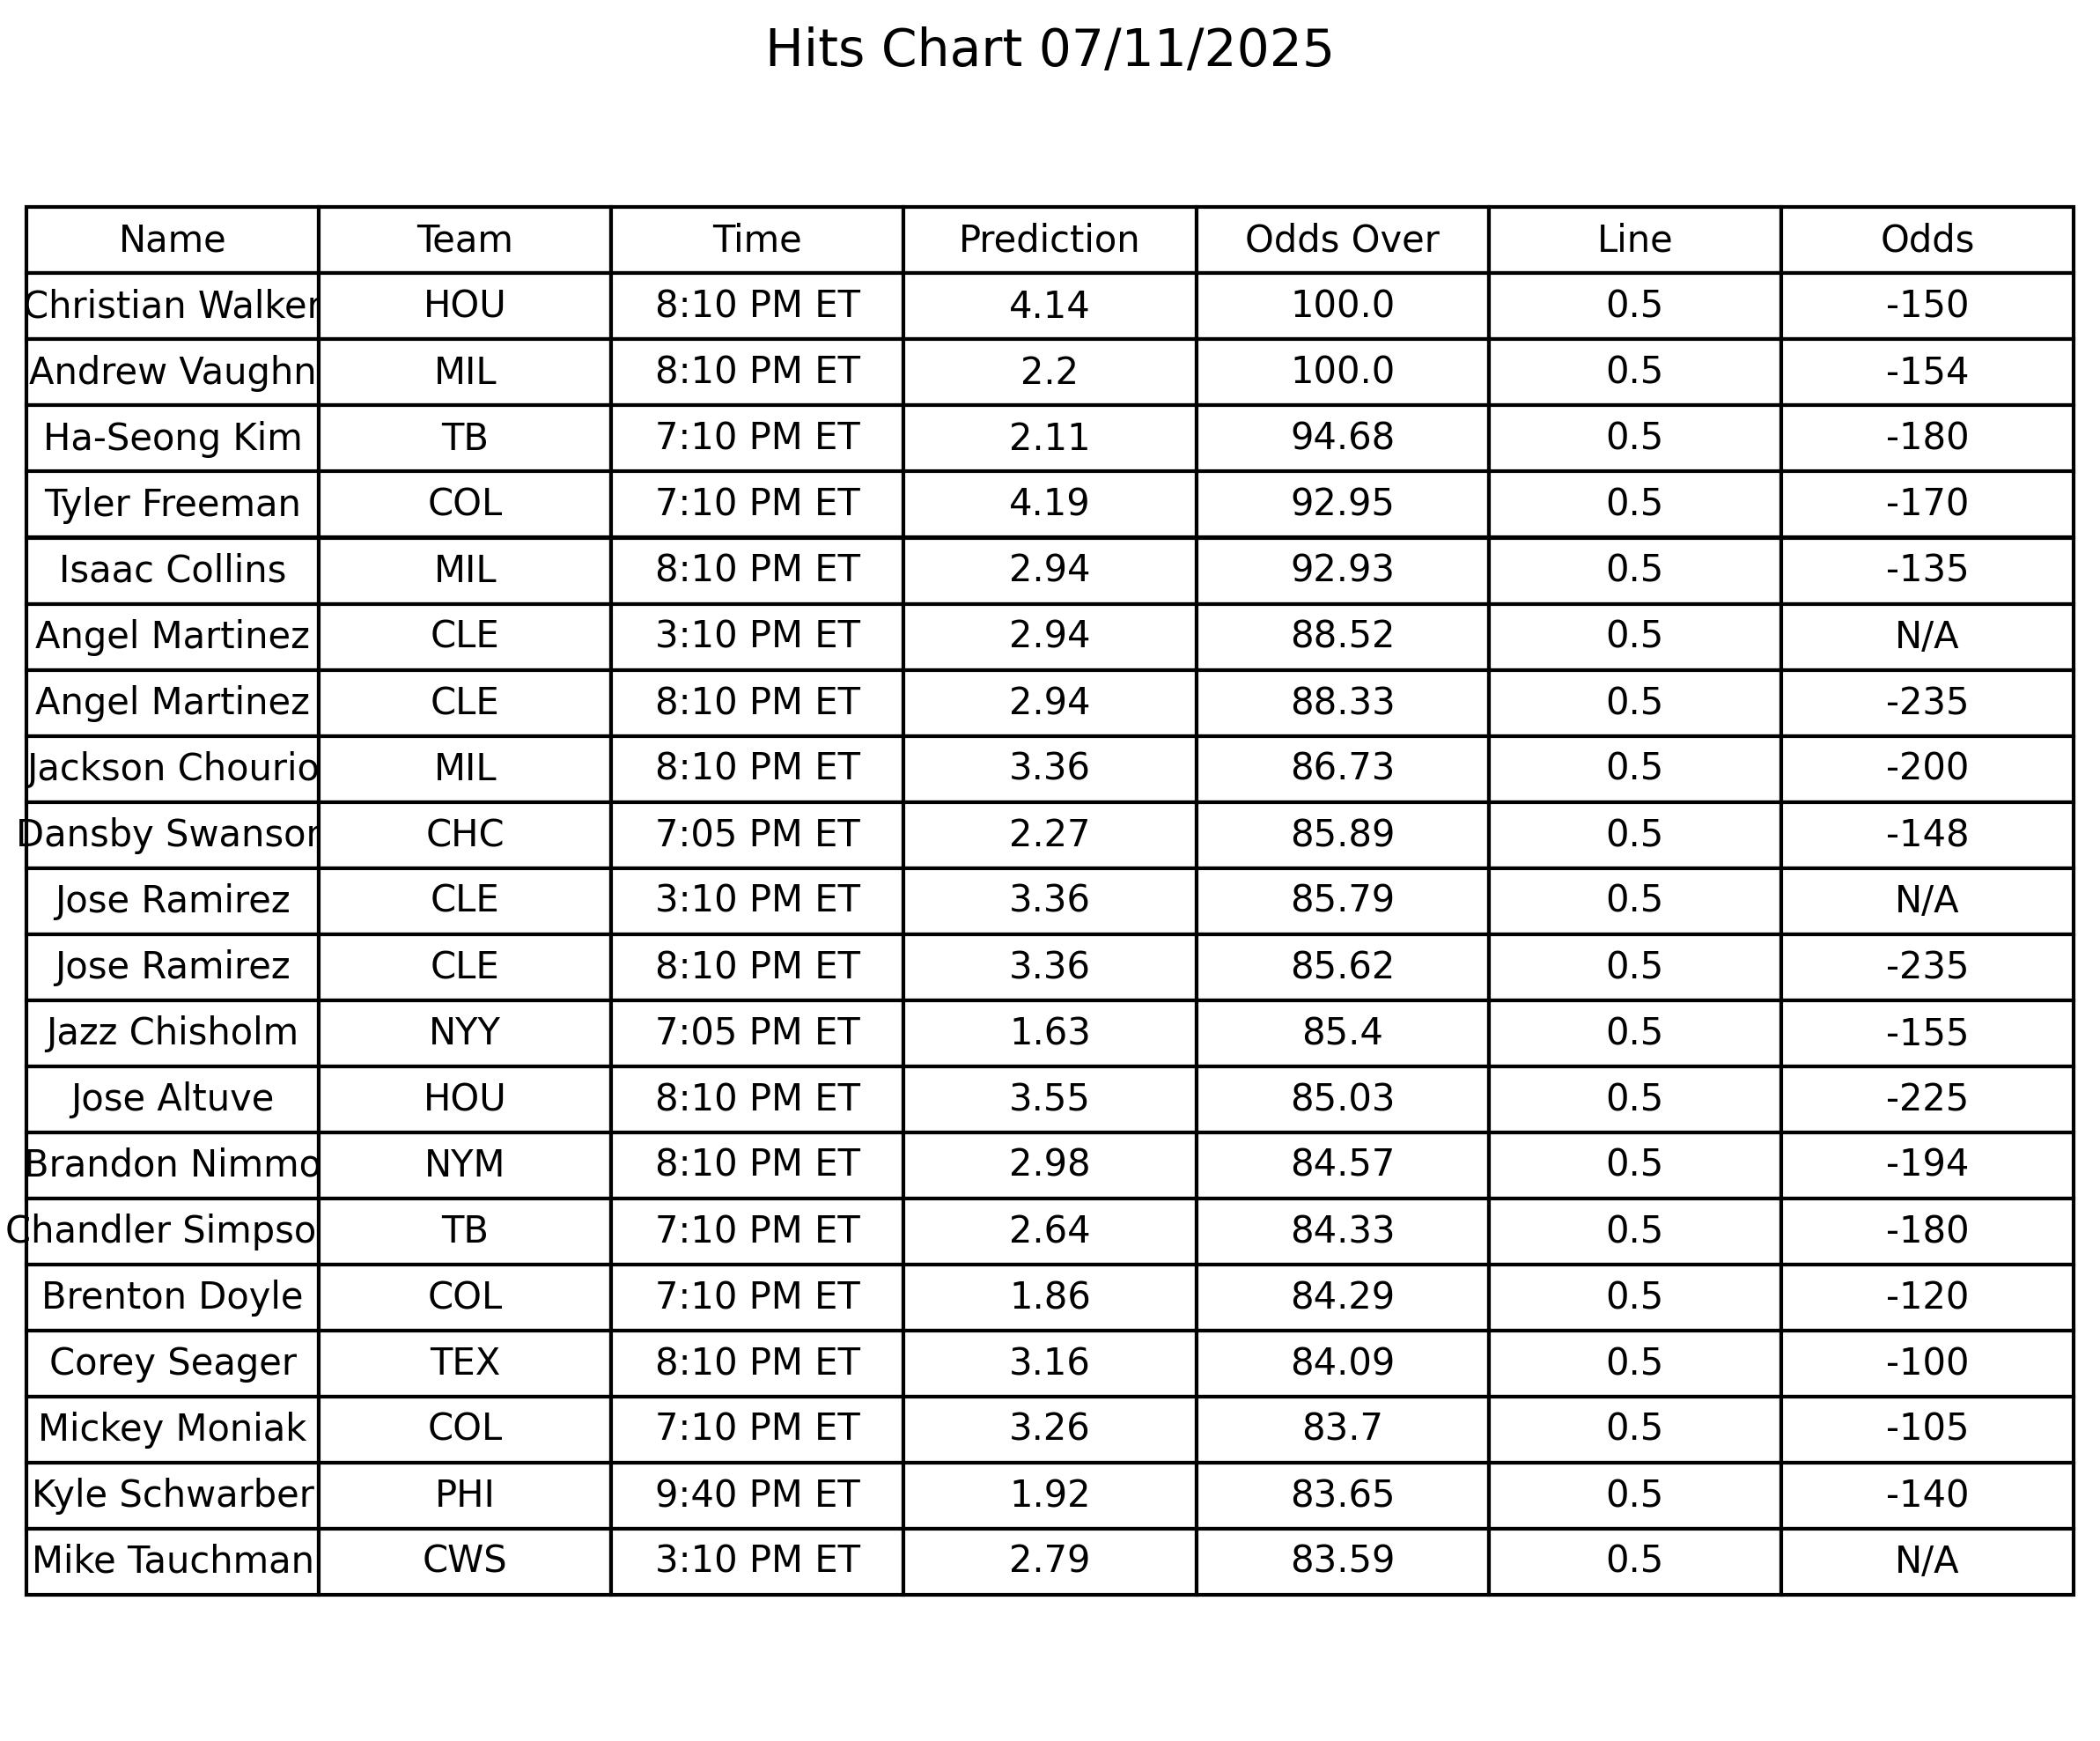 Hits Chart 07/11/2025
Name Team Time Prediction Odds Over Line Odds
Christian Walker HOU 8:10 PM ET 4.14 100.0 0.5 -150
Andrew Vaughn MIL 8:10 PM ET 2.2 100.0 0.5 -154
Ha-Seong Kim TB 7:10 PM ET 2.11 94.68 0.5 -180
Tyler Freeman COL 7:10 PM ET 4.19 92.95 0.5 -170
Isaac Collins MIL 8:10 PM ET 2.94 92.93 0.5 -135
Angel Martinez CLE 3:10 PM ET 2.94 88.52 0.5 N/A
Angel Martinez CLE 8:10 PM ET 2.94 88.33 0.5 -235
Jackson Chourio MIL 8:10 PM ET 3.36 86.73 0.5 -200
Dansby Swanson CHC 7:05 PM ET 2.27 85.89 0.5 -148
Jose Ramirez CLE 3:10 PM ET 3.36 85.79 0.5 N/A
Jose Ramirez CLE 8:10 PM ET 3.36 85.62 0.5 -235
Jazz Chisholm NYY 7:05 PM ET 1.63 85.4 0.5 -155
Jose Altuve HOU 8:10 PM ET 3.55 85.03 0.5 -225
Brandon Nimmo NYM 8:10 PM ET 2.98 84.57 0.5 -194
Chandler Simpso TB 7:10 PM ET 2.64 84.33 0.5 -180
Brenton Doyle COL 7:10 PM ET 1.86 84.29 0.5 -120
Corey Seager TEX 8:10 PM ET 3.16 84.09 0.5 -100
Mickey Moniak COL 7:10 PM ET 3.26 83.7 0.5 -105
Kyle Schwarber PHI 9:40 PM ET 1.92 83.65 0.5 -140
Mike Tauchman CWS 3:10 PM ET 2.79 83.59 0.5 N/A